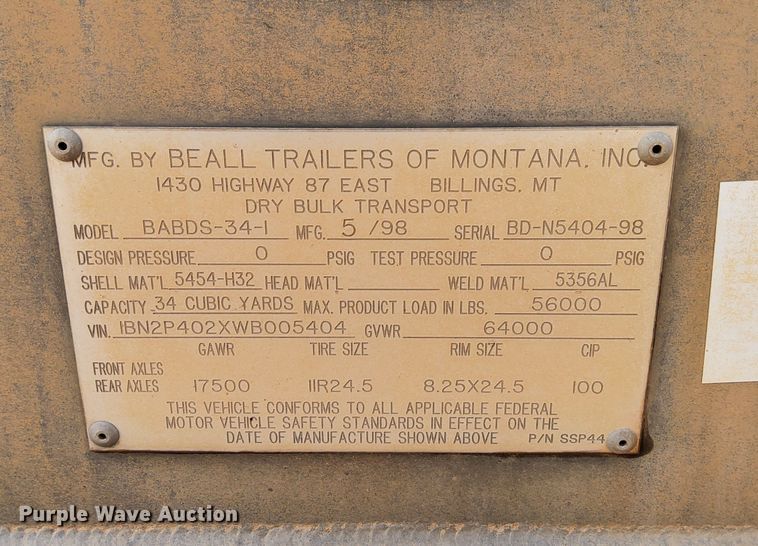 MFG. BY BEALL TRAILERS OF MONTANA, INC.
1430 HIGHWAY 87 EAST BILLINGS, MT
DRY BULK TRANSPORT
MODEL BABDS-34-1 MFG. 5 /98 SERIAL BD-N5404-98
DESIGN PRESSURE 0 PSIG TEST PRESSURE 0 PSIG
SHELL MAT'L 5454-H32 HEAD MAT'L WELD MAT'L 5356AL
CAPACITY 34 CUBIC YARDS MAX. PRODUCT LOAD IN LBS. 56000
VIN. 1BN2P402XWB005404 GVWR 64000
GAWR TIRE SIZE RIM SIZE CIP
FRONT AXLES
REAR AXLES 17500 11R24.5 8.25X24.5 100
THIS VEHICLE CONFORMS TO ALL APPLICABLE FEDERAL
MOTOR VEHICLE SAFETY STANDARDS IN EFFECT ON THE
DATE OF MANUFACTURE SHOWN ABOVE P/N SSP44
Purple Wave Auction